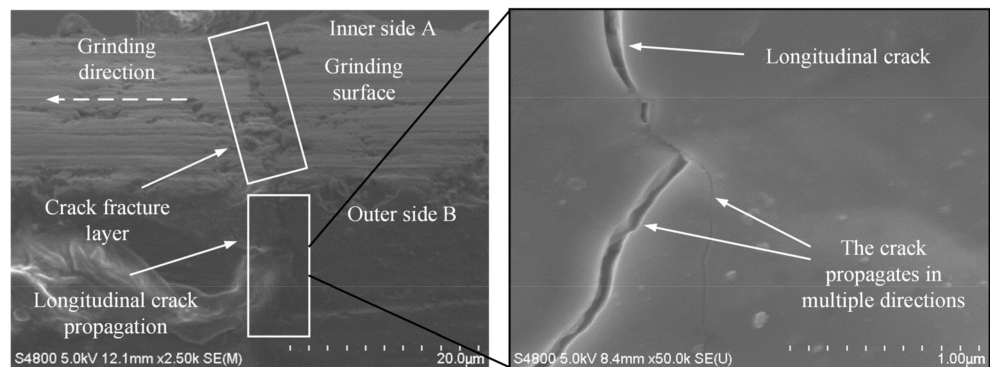 Inner side A
Grinding
direction
Grinding
surface
Crack fracture
layer
Outer side B
Longitudinal crack
propagation
S4800 5.0kV 12.1mm x2.50k SE(M)
20.0µm
Longitudinal crack
The crack
propagates in
multiple directions
S4800 5.0kV 8.4mm x50.0k SE(U)
1.00µm